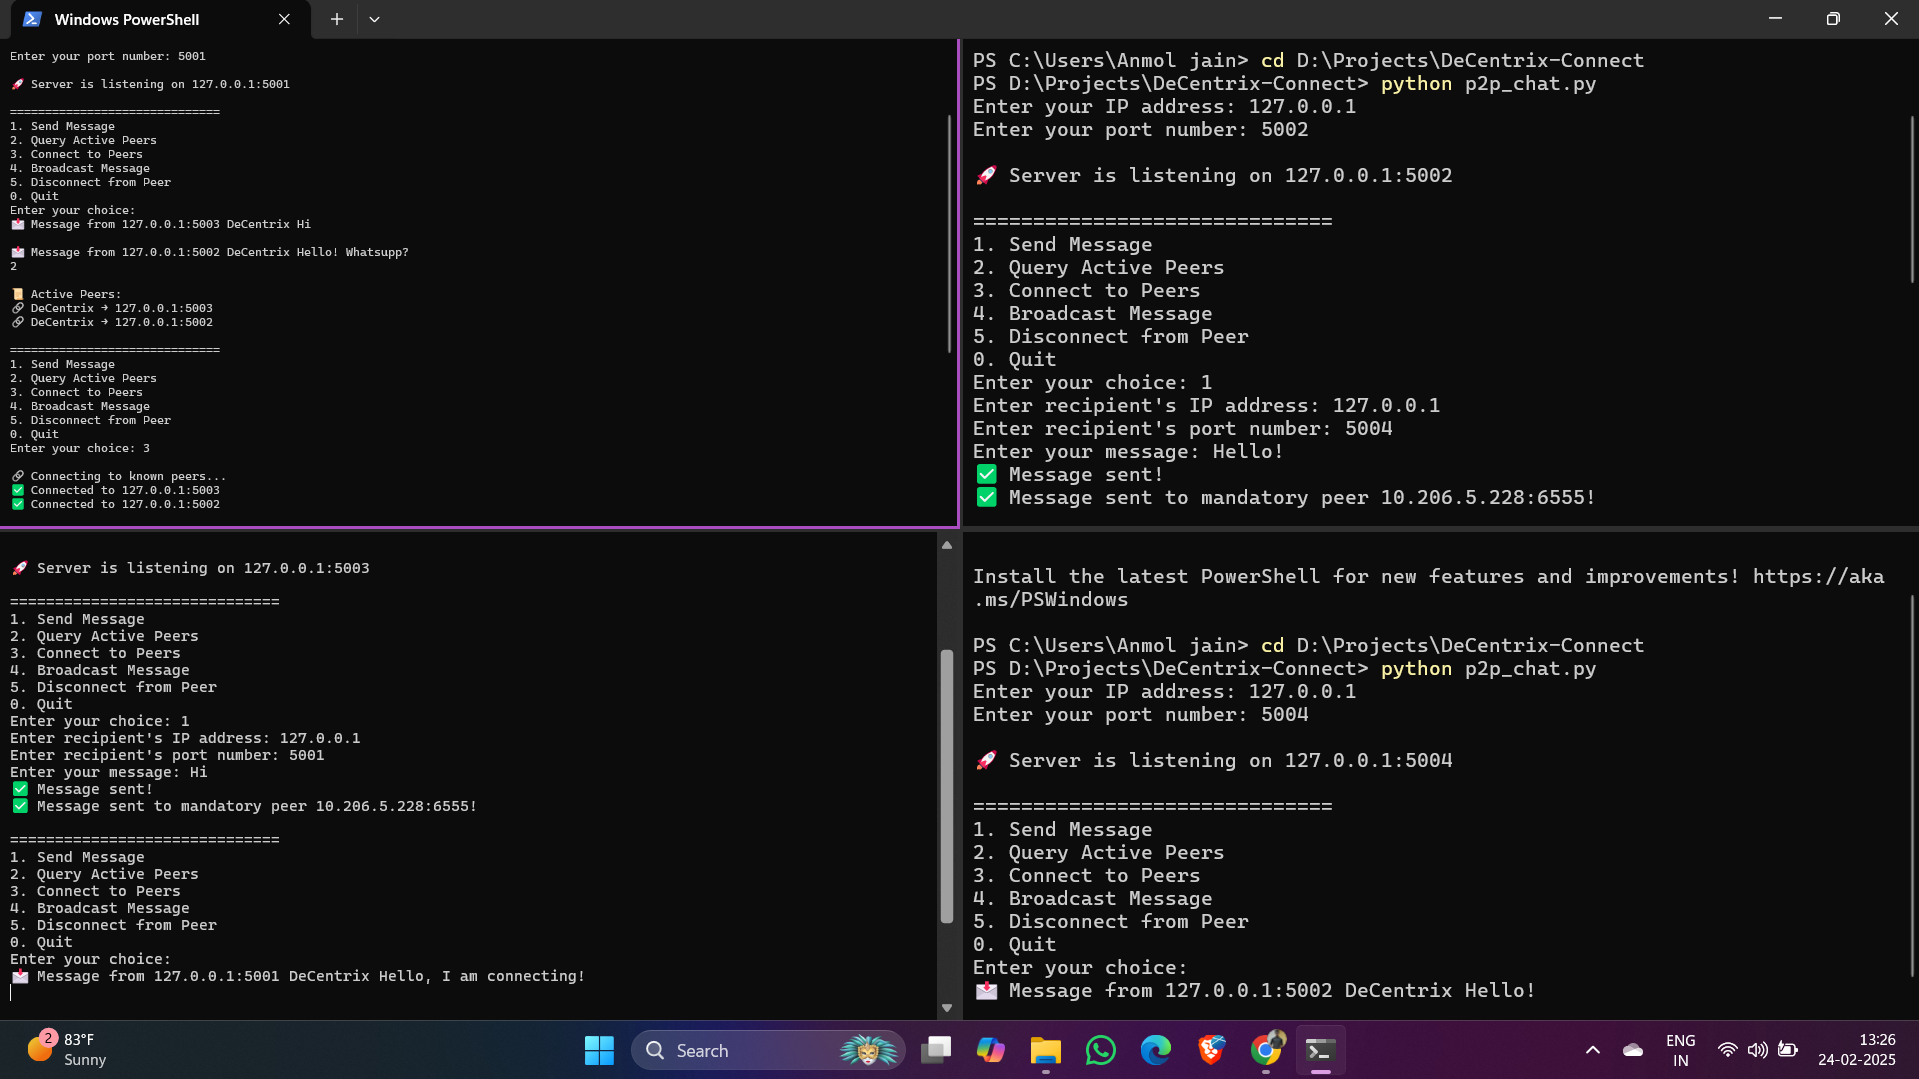 Windows PowerShell
Enter your port number: 5001
🚀 Server is listening on 127.0.0.1:5001
==============================
1. Send Message
2. Query Active Peers
3. Connect to Peers
4. Broadcast Message
5. Disconnect from Peer
0. Quit
Enter your choice:
📩 Message from 127.0.0.1:5003 DeCentrix Hi
📩 Message from 127.0.0.1:5002 DeCentrix Hello! Whatsupp?
2
📜 Active Peers:
🔗 DeCentrix → 127.0.0.1:5003
🔗 DeCentrix → 127.0.0.1:5002
==============================
1. Send Message
2. Query Active Peers
3. Connect to Peers
4. Broadcast Message
5. Disconnect from Peer
0. Quit
Enter your choice: 3
🔗 Connecting to known peers...
✅ Connected to 127.0.0.1:5003
✅ Connected to 127.0.0.1:5002
PS C:\Users\Anmol jain> cd D:\Projects\DeCentrix-Connect
PS D:\Projects\DeCentrix-Connect> python p2p_chat.py
Enter your IP address: 127.0.0.1
Enter your port number: 5002
🚀 Server is listening on 127.0.0.1:5002
==============================
1. Send Message
2. Query Active Peers
3. Connect to Peers
4. Broadcast Message
5. Disconnect from Peer
0. Quit
Enter your choice: 1
Enter recipient's IP address: 127.0.0.1
Enter recipient's port number: 5004
Enter your message: Hello!
✅ Message sent!
✅ Message sent to mandatory peer 10.206.5.228:6555!
🚀 Server is listening on 127.0.0.1:5003
==============================
1. Send Message
2. Query Active Peers
3. Connect to Peers
4. Broadcast Message
5. Disconnect from Peer
0. Quit
Enter your choice: 1
Enter recipient's IP address: 127.0.0.1
Enter recipient's port number: 5001
Enter your message: Hi
✅ Message sent!
✅ Message sent to mandatory peer 10.206.5.228:6555!
==============================
1. Send Message
2. Query Active Peers
3. Connect to Peers
4. Broadcast Message
5. Disconnect from Peer
0. Quit
Enter your choice:
📩 Message from 127.0.0.1:5001 DeCentrix Hello, I am connecting!
Install the latest PowerShell for new features and improvements! https://aka
.ms/PSWindows
PS C:\Users\Anmol jain> cd D:\Projects\DeCentrix-Connect
PS D:\Projects\DeCentrix-Connect> python p2p_chat.py
Enter your IP address: 127.0.0.1
Enter your port number: 5004
🚀 Server is listening on 127.0.0.1:5004
==============================
1. Send Message
2. Query Active Peers
3. Connect to Peers
4. Broadcast Message
5. Disconnect from Peer
0. Quit
Enter your choice:
📩 Message from 127.0.0.1:5002 DeCentrix Hello!
2
83°F
Sunny
Search
ENG
IN
13:26
24-02-2025